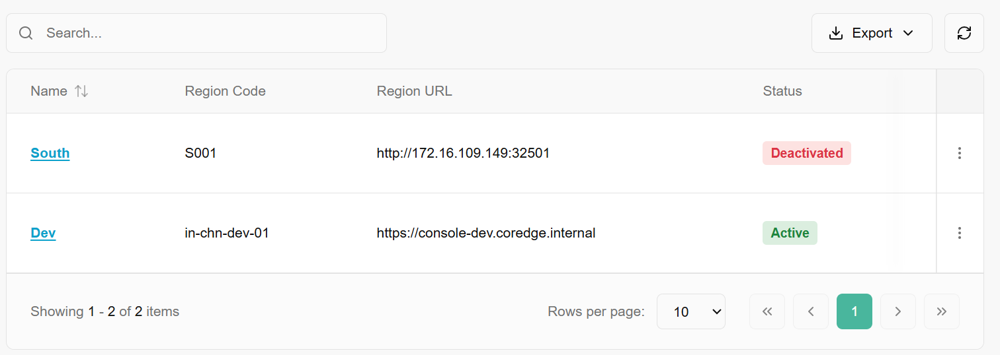 Search...
Export
Name Region Code Region URL Status
South S001 http://172.16.109.149:32501 Deactivated
Dev in-chn-dev-01 https://console-dev.coredge.internal Active
Showing 1 - 2 of 2 items Rows per page: 10 « ‹ 1 › »